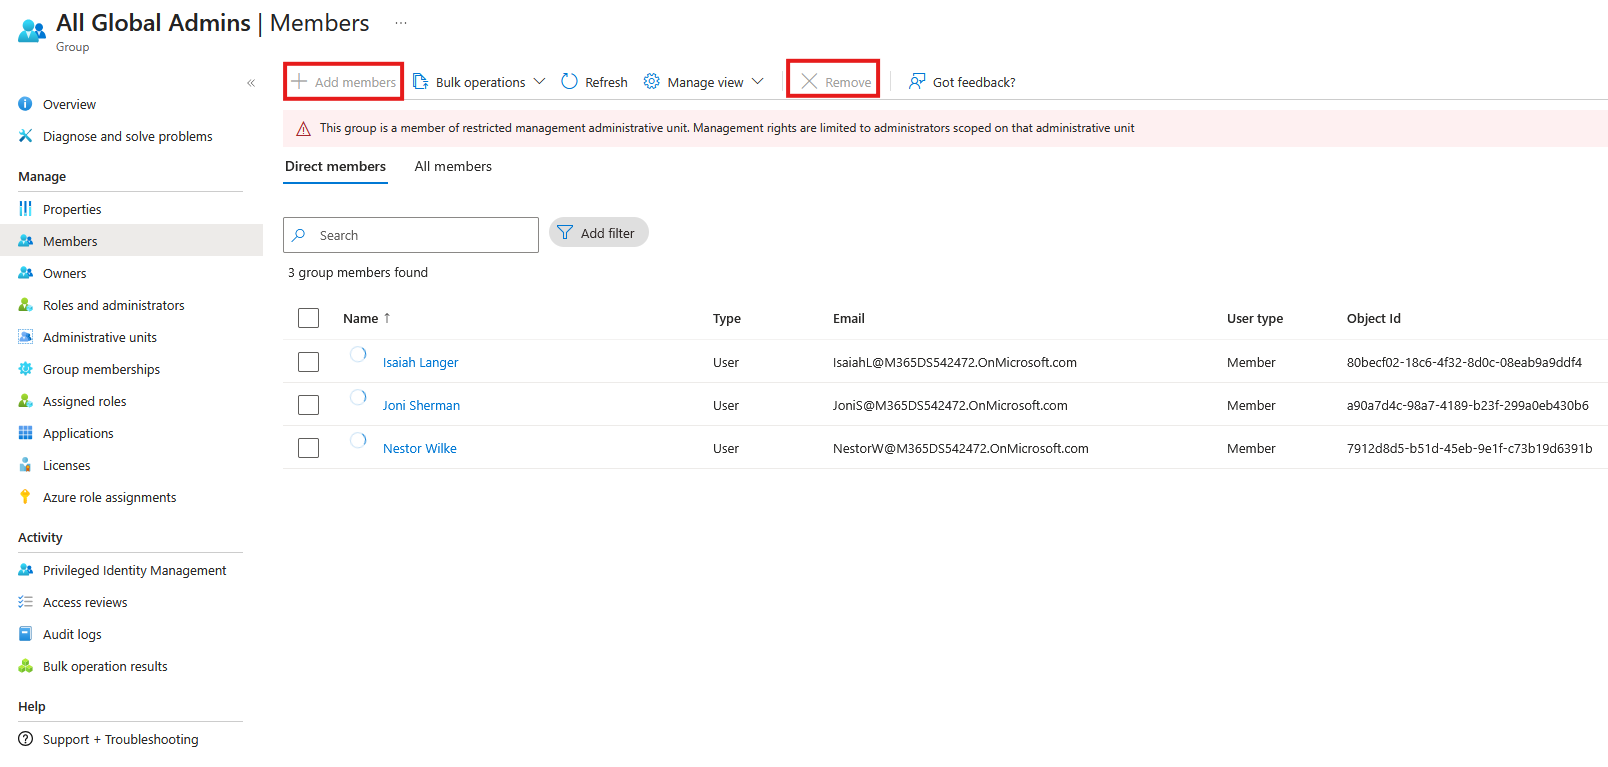 All Global Admins | Members ...
Group
«
Add members Bulk operations Refresh Manage view Remove Got feedback?
This group is a member of restricted management administrative unit. Management rights are limited to administrators scoped on that administrative unit
Direct members All members
Search Add filter
3 group members found
Name ↑ Type Email User type Object Id
Isaiah Langer User IsaiahL@M365DS542472.OnMicrosoft.com Member 80becf02-18c6-4f32-8d0c-08eab9a9ddf4
Joni Sherman User JoniS@M365DS542472.OnMicrosoft.com Member a90a7d4c-98a7-4189-b23f-299a0eb430b6
Nestor Wilke User NestorW@M365DS542472.OnMicrosoft.com Member 7912d8d5-b51d-45eb-9e1f-c73b19d6391b
Overview
Diagnose and solve problems
Manage
Properties
Members
Owners
Roles and administrators
Administrative units
Group memberships
Assigned roles
Applications
Licenses
Azure role assignments
Activity
Privileged Identity Management
Access reviews
Audit logs
Bulk operation results
Help
Support + Troubleshooting